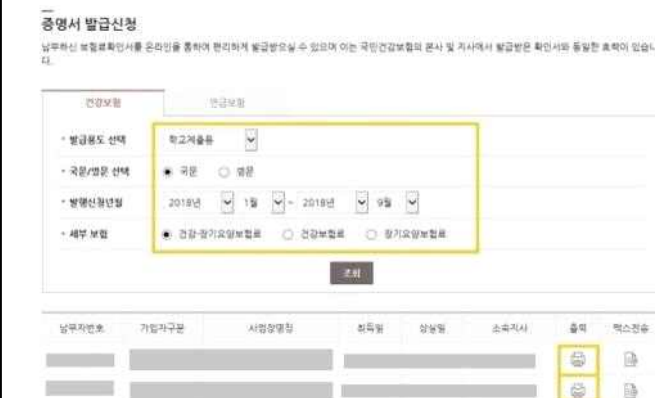 증명서 발급신청
납부하신 보험료확인서를 온라인을 통하여 편리하게 발급받으실 수 있으며 이는 국민건강보험의 본사 및 지사에서 발급받은 확인서와 동일한 효력이 있습니
다.
건강보험 연금보험
발급용도 선택 학교제출용
국문/영문 선택 국문 영문
발행신청년월 2018년 1월 ~ 2018년 9월
세부 보험 건강·장기요양보험료 건강보험료 장기요양보험료
조회
납부자번호 가입자구분 사업장명칭 취득일 상실일 소속지사 출력 팩스전송